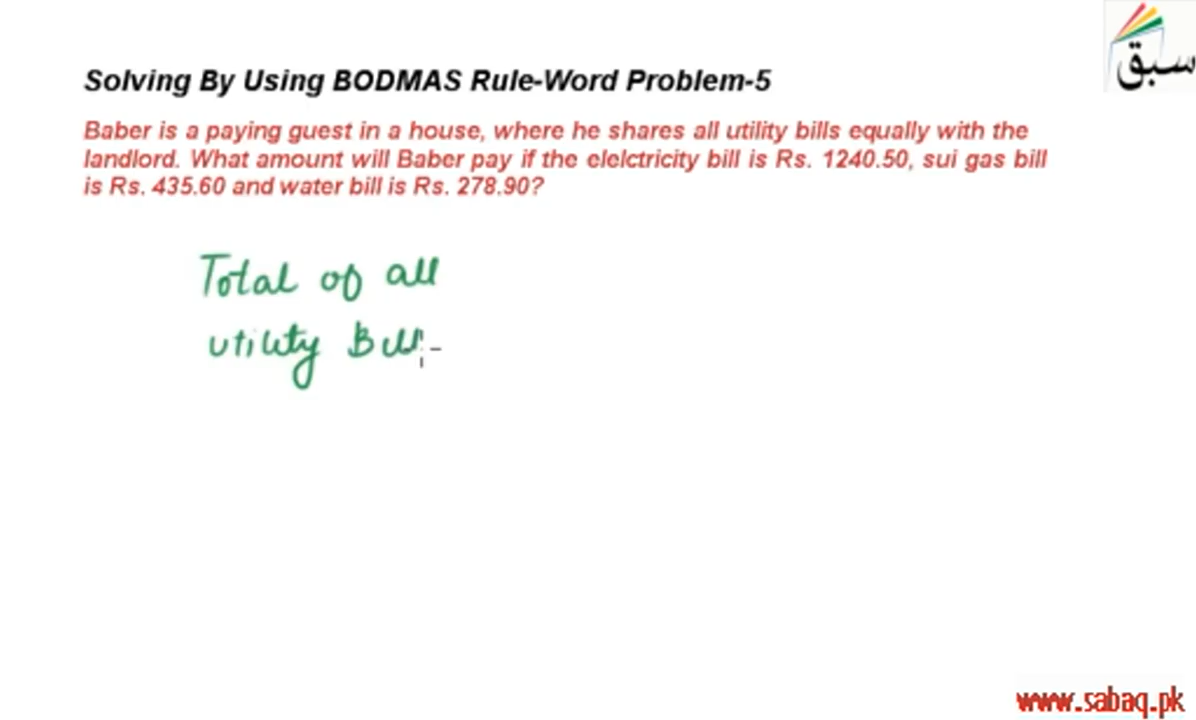 سبق
Solving By Using BODMAS Rule-Word Problem-5
Baber is a paying guest in a house, where he shares all utility bills equally with the
landlord. What amount will Baber pay if the elelctricity bill is Rs. 1240.50, sui gas bill
is Rs. 435.60 and water bill is Rs. 278.90?
Total of all
utility Bill
www.sabaq.pk